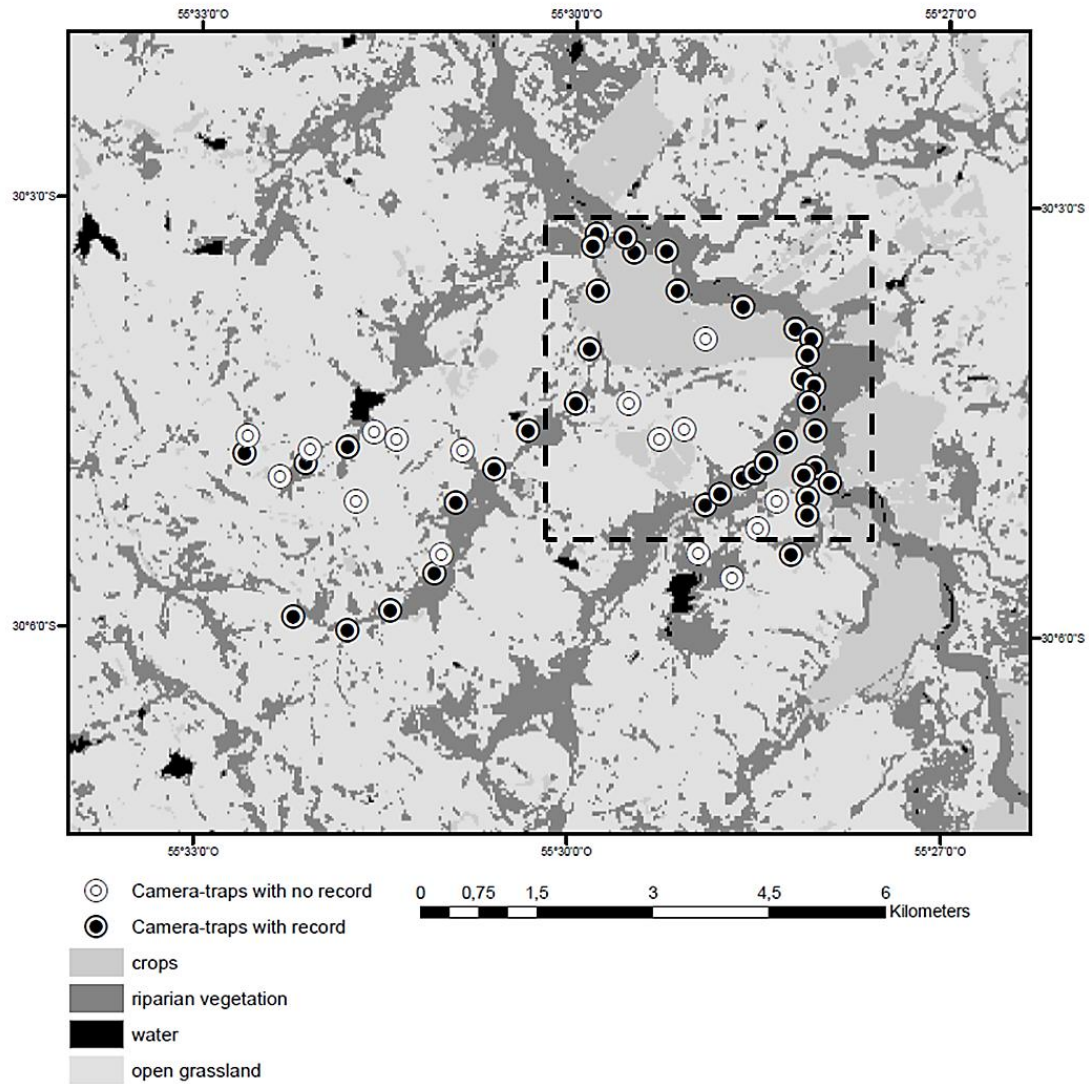 55°33'0"O 55°30'0"O 55°27'0"O
30°3'0"S 30°3'0"S
30°6'0"S 30°6'0"S
55°33'0"O 55°30'0"O 55°27'0"O
Camera-traps with no record
0 0,75 1,5 3 4,5 6
Kilometers
Camera-traps with record
crops
riparian vegetation
water
open grassland